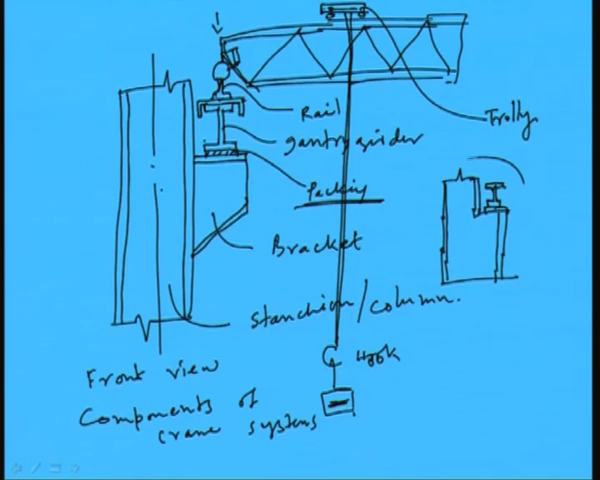 Rail
Trolly
gantry girder
Packing
Bracket
Stanchion/column.
Hook
Front view
Components of
crane systems